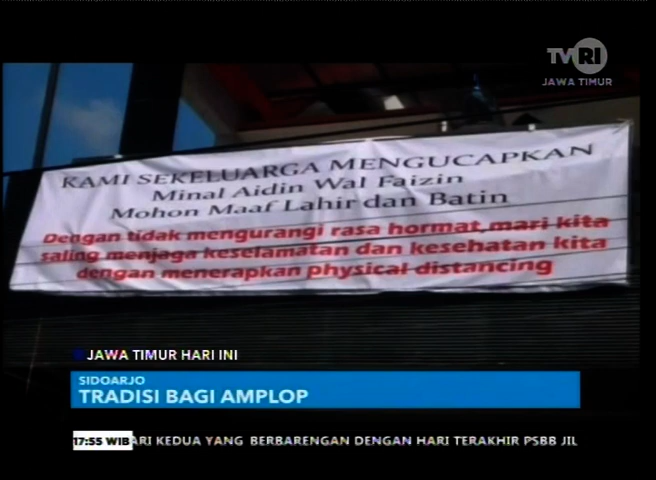 TVRI
JAWA TIMUR
KAMI SEKELUARGA MENGUCAPKAN
Minal Aidin Wal Faizin
Mohon Maaf Lahir dan Batin
Dengan tidak mengurangi rasa hormat, mari kita
saling menjaga keselamatan dan kesehatan kita
dengan menerapkan physical distancing
JAWA TIMUR HARI INI
SIDOARJO
TRADISI BAGI AMPLOP
17:55 WIB ARI KEDUA YANG BERBARENGAN DENGAN HARI TERAKHIR PSBB JIL